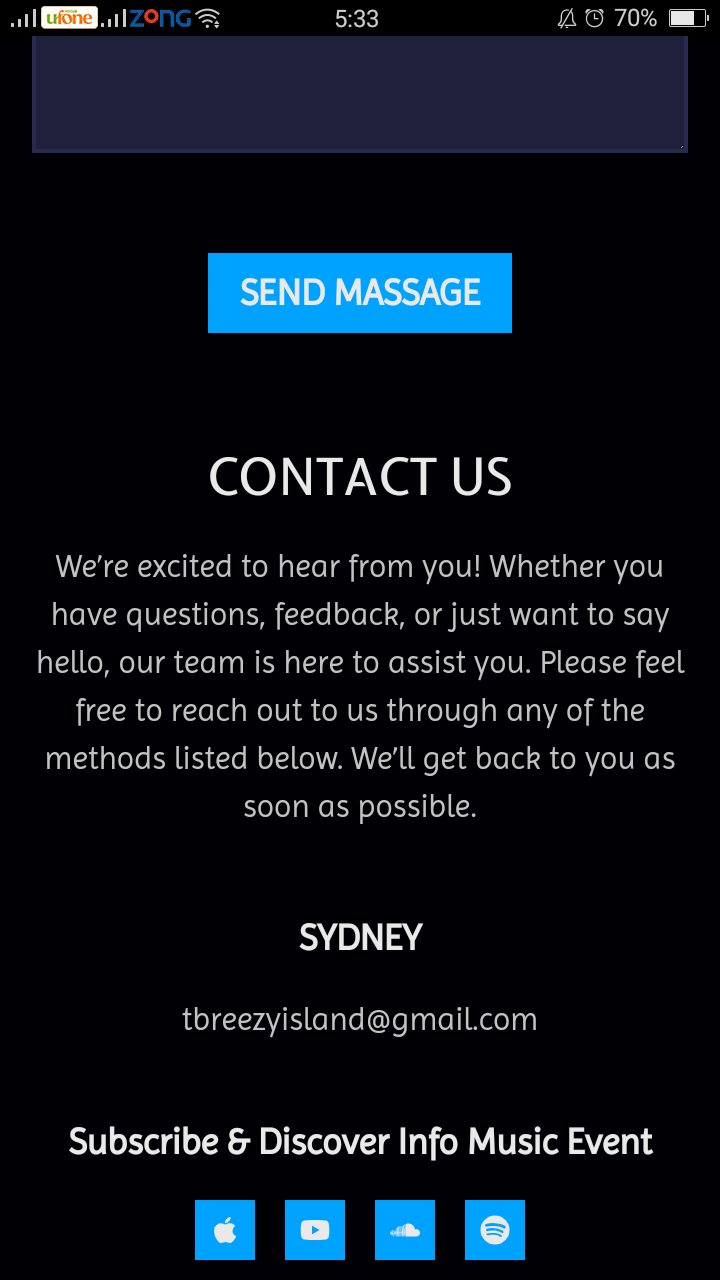 ufone ZONG 5:33 70%
SEND MASSAGE
CONTACT US
We’re excited to hear from you! Whether you
have questions, feedback, or just want to say
hello, our team is here to assist you. Please feel
free to reach out to us through any of the
methods listed below. We’ll get back to you as
soon as possible.
SYDNEY
tbreezyisland@gmail.com
Subscribe & Discover Info Music Event